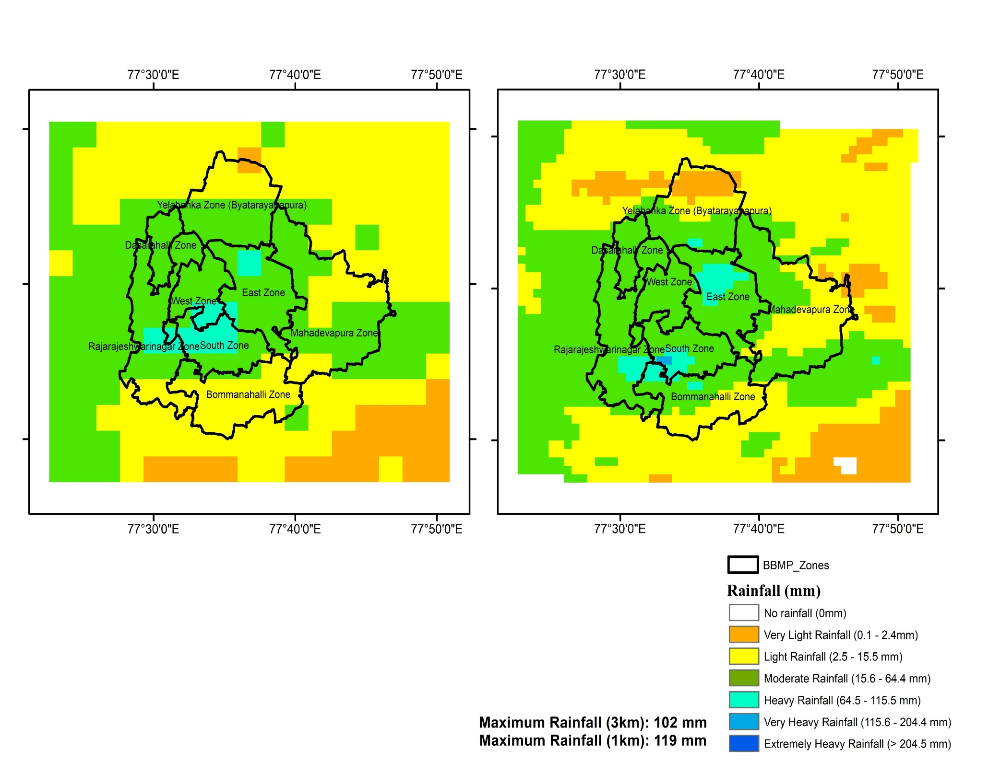 77°30'0"E
77°40'0"E
77°50'0"E
77°30'0"E
77°40'0"E
77°50'0"E
Yelahanka Zone (Byatarayanapura)
Dasarahalli Zone
East Zone
West Zone
Mahadevapura Zone
Rajarajeshwarinagar Zone
South Zone
Bommanahalli Zone
Yelahanka Zone (Byatarayanapura)
Dasarahalli Zone
West Zone
East Zone
Mahadevapura Zone
Rajarajeshwarinagar Zone
South Zone
Bommanahalli Zone
77°30'0"E
77°40'0"E
77°50'0"E
77°30'0"E
77°40'0"E
77°50'0"E
BBMP_Zones
Rainfall (mm)
No rainfall (0mm)
Very Light Rainfall (0.1 - 2.4mm)
Light Rainfall (2.5 - 15.5 mm)
Moderate Rainfall (15.6 - 64.4 mm)
Heavy Rainfall (64.5 - 115.5 mm)
Very Heavy Rainfall (115.6 - 204.4 mm)
Extremely Heavy Rainfall (> 204.5 mm)
Maximum Rainfall (3km): 102 mm
Maximum Rainfall (1km): 119 mm